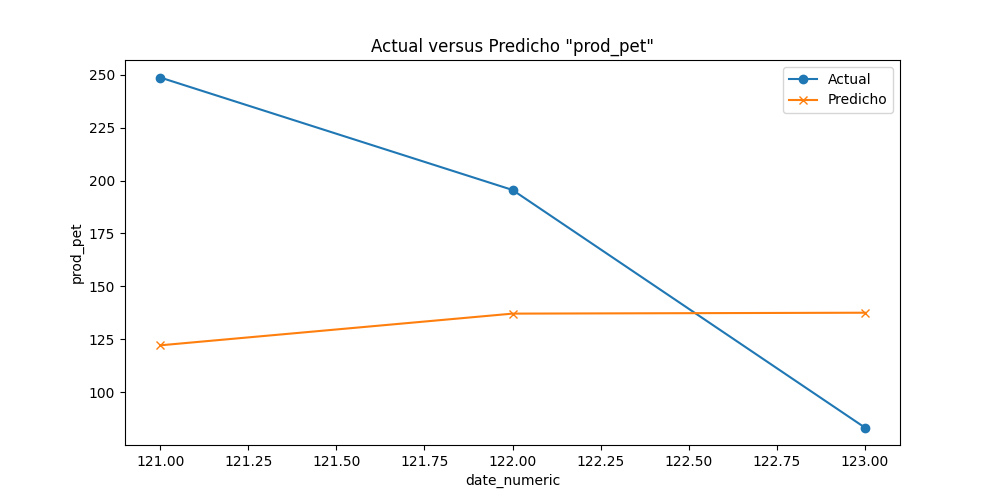 Actual versus Predicho "prod_pet"
Actual
Predicho
250
225
200
175
150
125
100
prod_pet
121.00 121.25 121.50 121.75 122.00 122.25 122.50 122.75 123.00
date_numeric